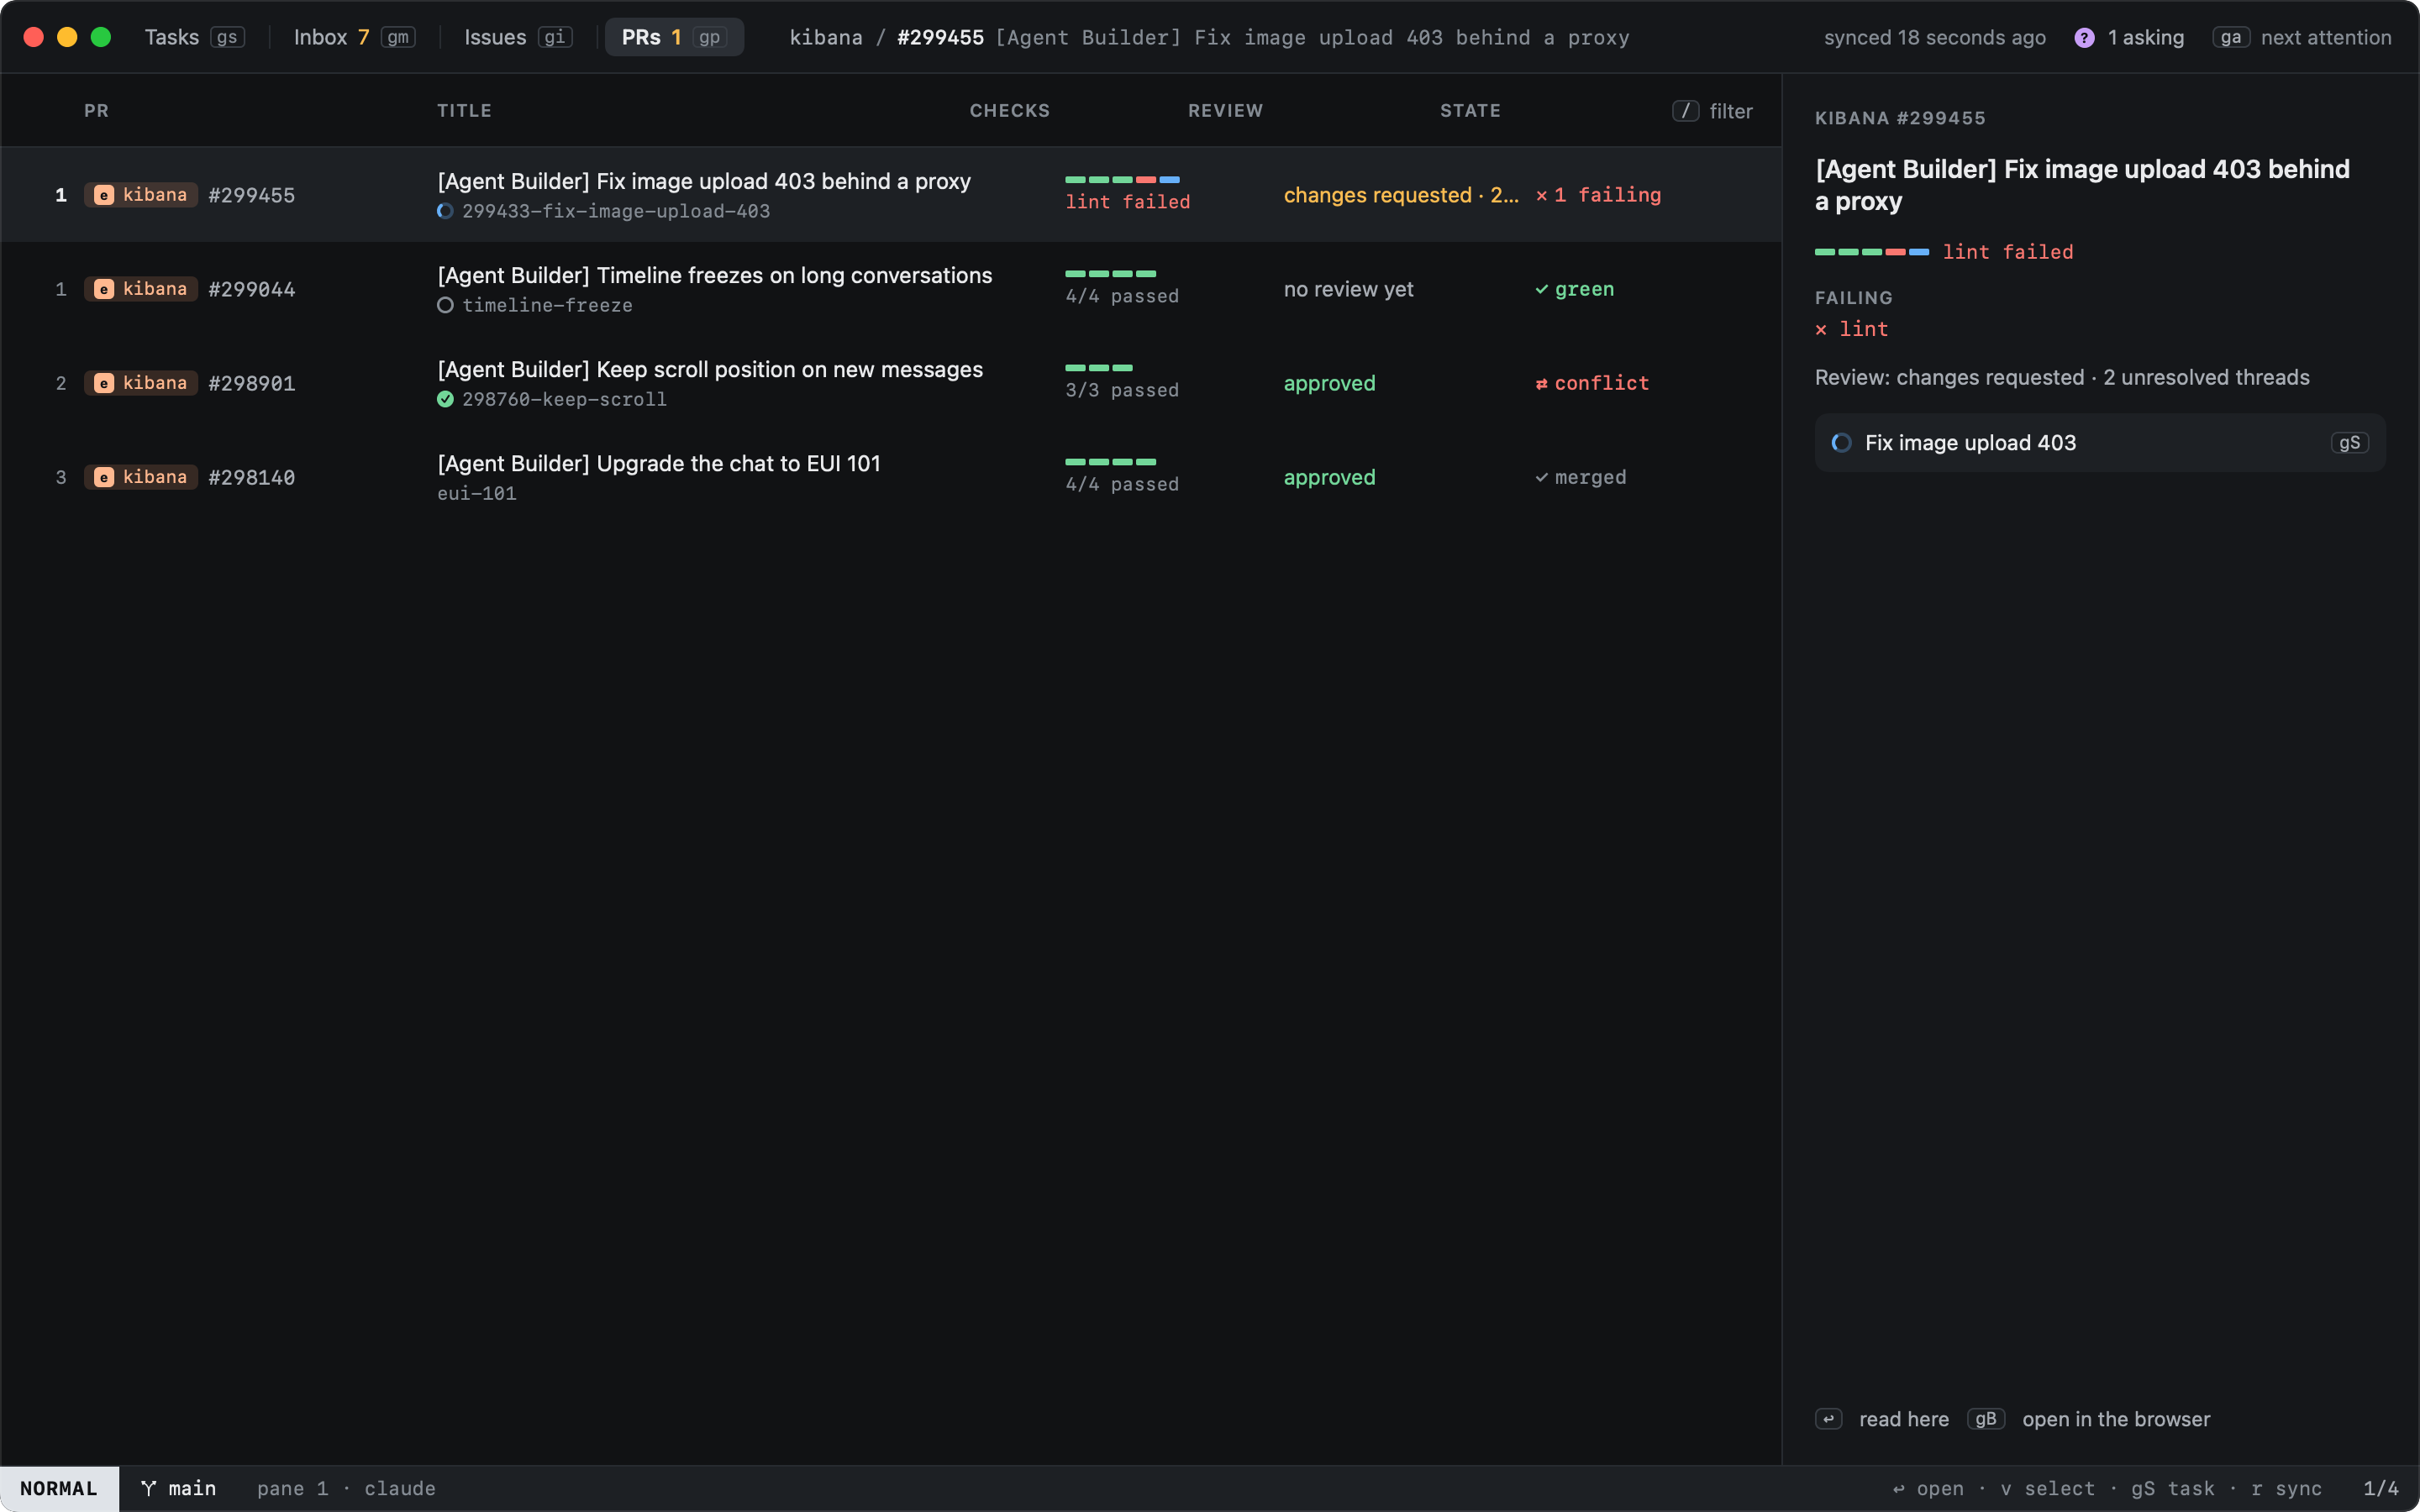 Tasks gs Inbox 7 gm Issues gi PRs 1 gp kibana / #299455 [Agent Builder] Fix image upload 403 behind a proxy synced 18 seconds ago ? 1 asking ga next attention
PR TITLE CHECKS REVIEW STATE / filter
1 e kibana #299455 [Agent Builder] Fix image upload 403 behind a proxy
299433-fix-image-upload-403 lint failed changes requested · 2… × 1 failing
1 e kibana #299044 [Agent Builder] Timeline freezes on long conversations
timeline-freeze 4/4 passed no review yet ✓ green
2 e kibana #298901 [Agent Builder] Keep scroll position on new messages
298760-keep-scroll 3/3 passed approved ⇄ conflict
3 e kibana #298140 [Agent Builder] Upgrade the chat to EUI 101
eui-101 4/4 passed approved ✓ merged
KIBANA #299455
[Agent Builder] Fix image upload 403 behind
a proxy
lint failed
FAILING
× lint
Review: changes requested · 2 unresolved threads
Fix image upload 403 gS
↩ read here gB open in the browser
NORMAL main pane 1 · claude ↩ open · v select · gS task · r sync 1/4